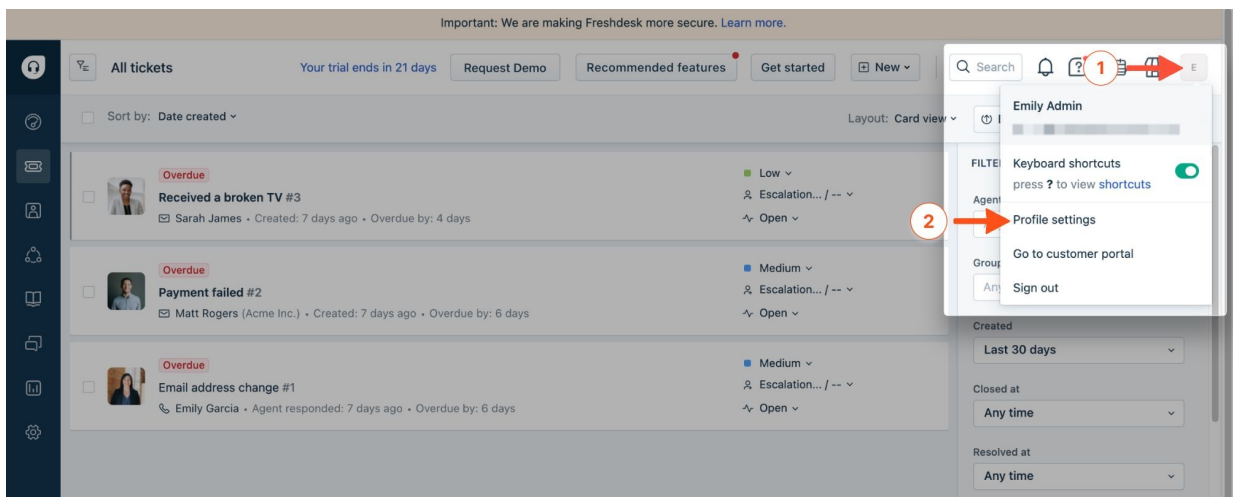 Important: We are making Freshdesk more secure. Learn more.
All tickets
Your trial ends in 21 days
Request Demo
Recommended features
Get started
New
Search
1
E
Sort by: Date created
Layout: Card view
Emily Admin
Keyboard shortcuts
press ? to view shortcuts
2
Profile settings
Go to customer portal
Sign out
Overdue
Received a broken TV #3
Sarah James • Created: 7 days ago • Overdue by: 4 days
Low
Escalation... / --
Open
Overdue
Payment failed #2
Matt Rogers (Acme Inc.) • Created: 7 days ago • Overdue by: 6 days
Medium
Escalation... / --
Open
Overdue
Email address change #1
Emily Garcia • Agent responded: 7 days ago • Overdue by: 6 days
Medium
Escalation... / --
Open
Created
Last 30 days
Closed at
Any time
Resolved at
Any time